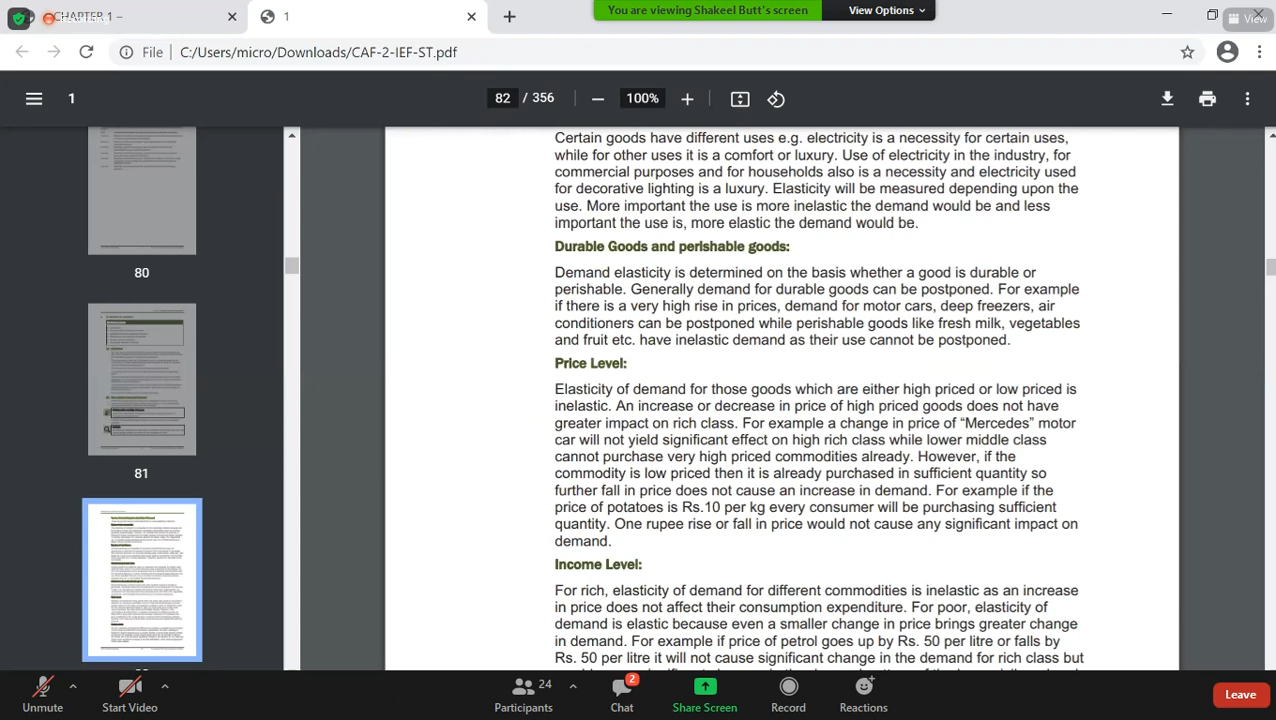 CHAPTER 1 –
1
You are viewing Shakeel Butt's screen
View Options
View
File
C:/Users/micro/Downloads/CAF-2-IEF-ST.pdf
1
82 / 356
100%
Certain goods have different uses e.g. electricity is a necessity for certain uses,
while for other uses it is a comfort or luxury. Use of electricity in the industry, for
commercial purposes and for households also is a necessity and electricity used
for decorative lighting is a luxury. Elasticity will be measured depending upon the
use. More important the use is more inelastic the demand would be and less
important the use is, more elastic the demand would be.
Durable Goods and perishable goods:
Demand elasticity is determined on the basis whether a good is durable or
perishable. Generally demand for durable goods can be postponed. For example
if there is a very high rise in prices, demand for motor cars, deep freezers, air
conditioners can be postponed while perishable goods like fresh milk, vegetables
and fruit etc. have inelastic demand as their use cannot be postponed.
Price Level:
Elasticity of demand for those goods which are either high priced or low priced is
inelastic. An increase or decrease in price of high priced goods does not have
greater impact on rich class. For example a change in price of “Mercedes” motor
car will not yield significant effect on high rich class while lower middle class
cannot purchase very high priced commodities already. However, if the
commodity is low priced then it is already purchased in sufficient quantity so
further fall in price does not cause an increase in demand. For example if the
price of potatoes is Rs.10 per kg every consumer will be purchasing sufficient
quantity. One rupee rise or fall in price would not cause any significant impact on
demand.
Income Level:
For rich, elasticity of demand for different commodities is inelastic as an increase
in price does not affect their consumption expenditure. For poor, elasticity of
demand is elastic because even a smaller change in price brings greater change
in demand. For example if price of petrol goes up by Rs. 50 per litre or falls by
Rs. 50 per litre it will not cause significant change in the demand for rich class but
80
81
Unmute
Start Video
24
Participants
2
Chat
Share Screen
Record
Reactions
Leave